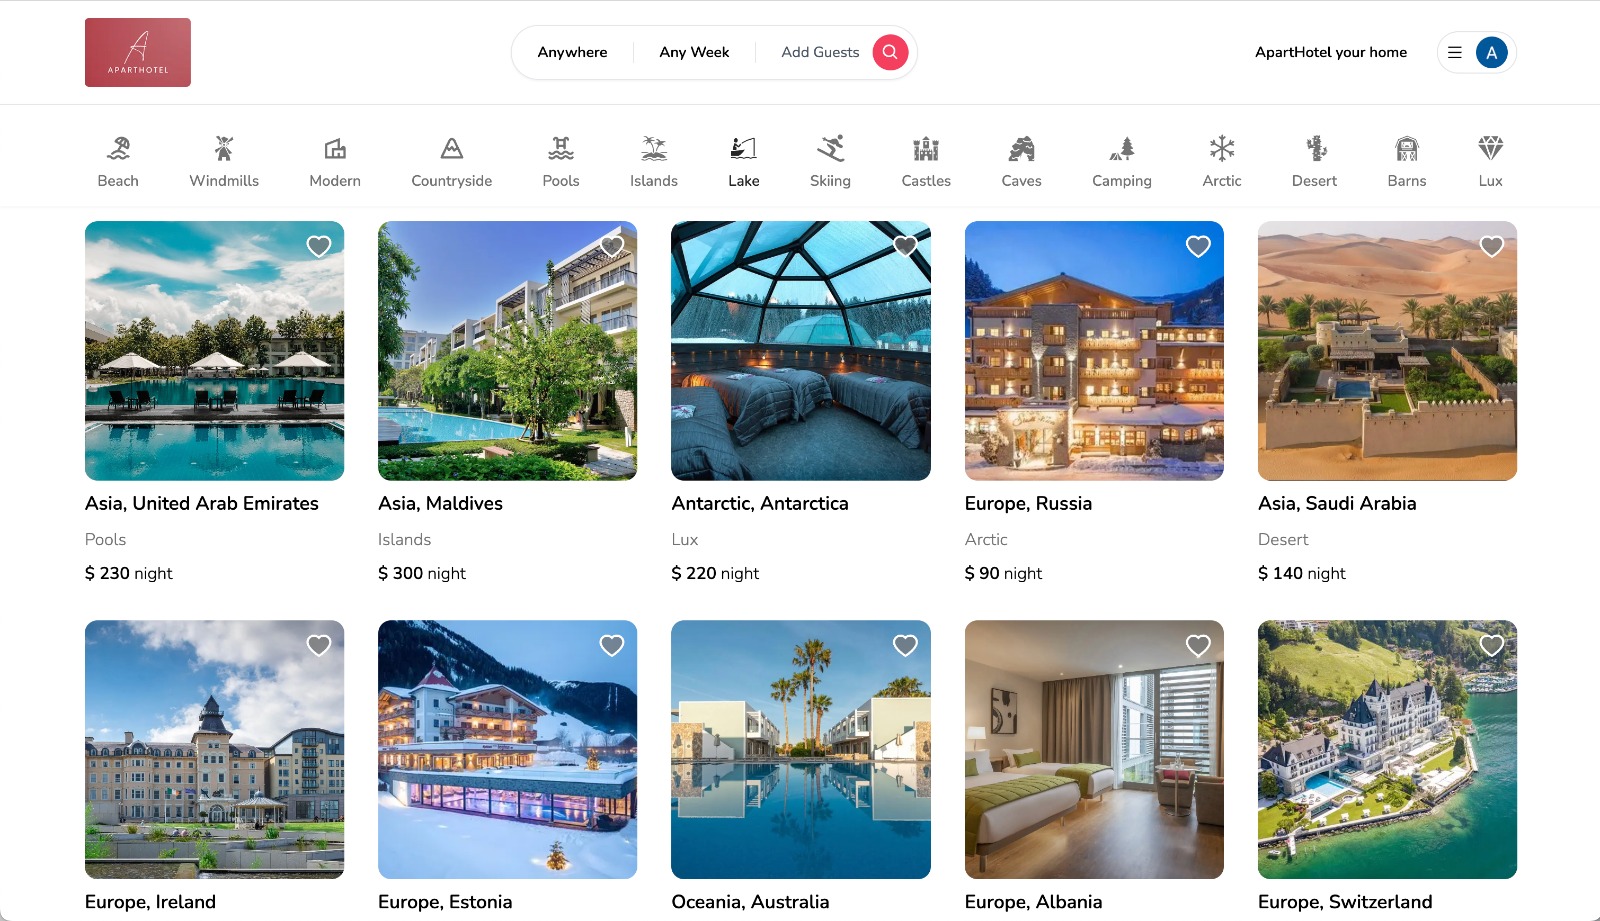 A
APARTHOTEL
Anywhere
Any Week
Add Guests
ApartHotel your home
A
Beach
Windmills
Modern
Countryside
Pools
Islands
Lake
Skiing
Castles
Caves
Camping
Arctic
Desert
Barns
Lux
Asia, United Arab Emirates
Pools
$ 230 night
Asia, Maldives
Islands
$ 300 night
Antarctic, Antarctica
Lux
$ 220 night
Europe, Russia
Arctic
$ 90 night
Asia, Saudi Arabia
Desert
$ 140 night
Europe, Ireland
Europe, Estonia
Oceania, Australia
Europe, Albania
Europe, Switzerland